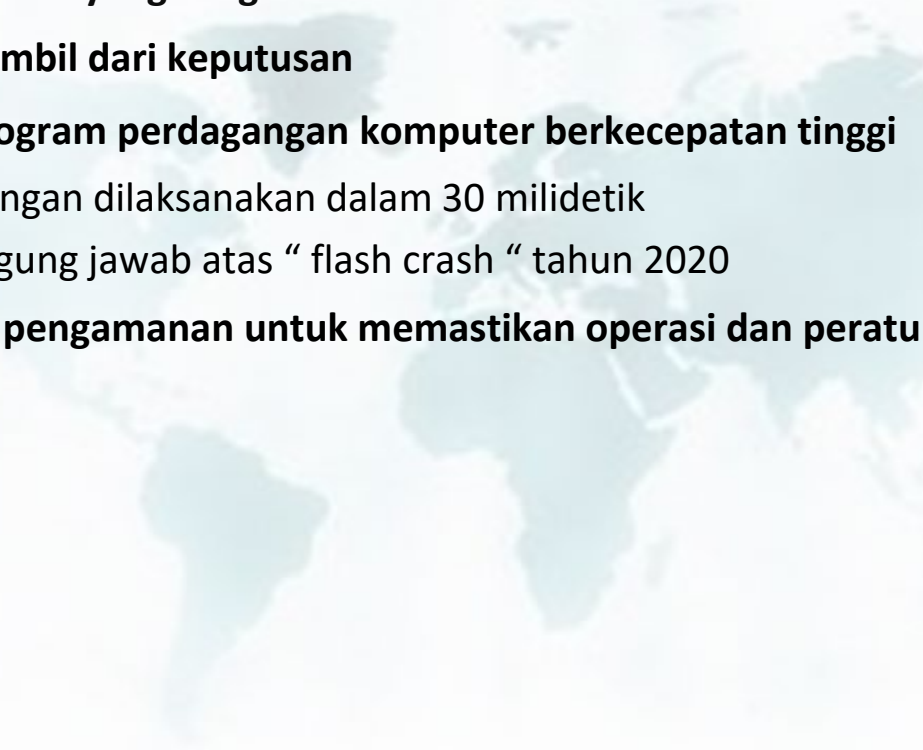 mbil dari keputusan
ogram perdagangan komputer berkecepatan tinggi
ngan dilaksanakan dalam 30 milidetik
gung jawab atas “ flash crash “ tahun 2020
pengamanan untuk memastikan operasi dan peratu